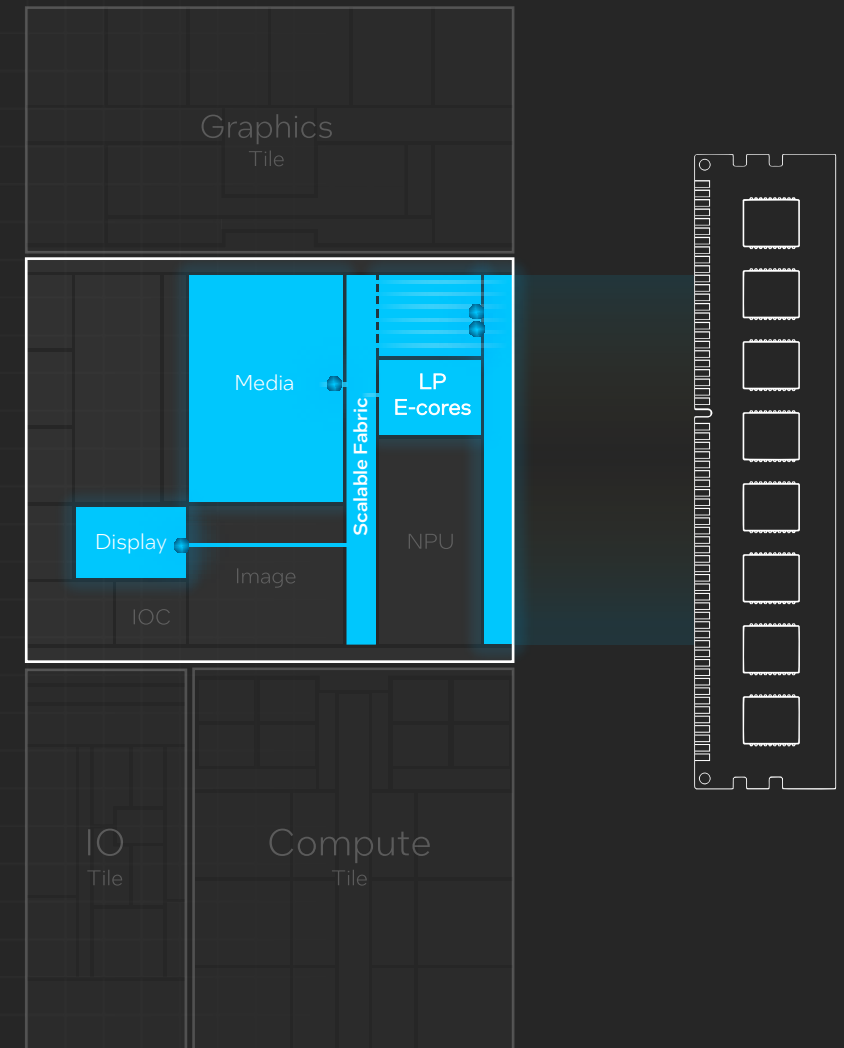 Graphics
Tile
Media
LP
E-cores
Scalable Fabric
Display
NPU
Image
IOC
IO
Tile
Compute
Tile